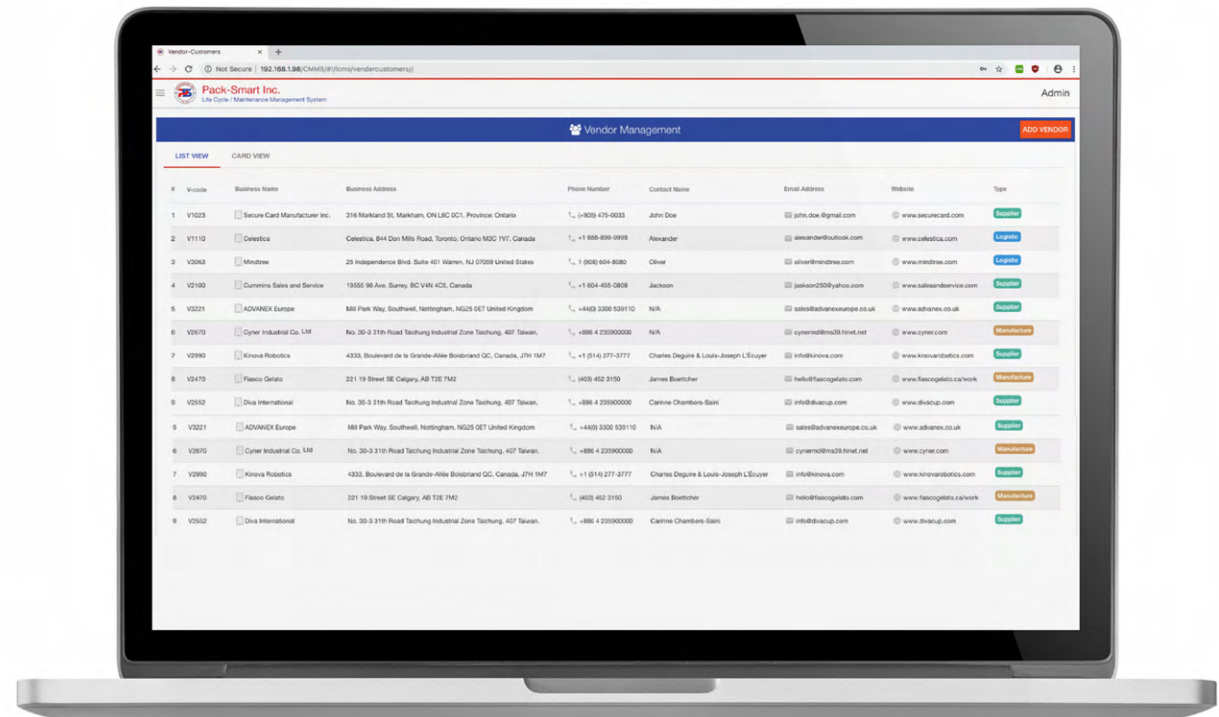 Vendor-Customers × +
Not Secure | 192.168.1.98/CMMS/#!/lcms/vendercustomers//
Pack-Smart Inc.
Life Cycle / Maintenance Management System
Admin
Vendor Management
ADD VENDOR
LIST VIEW CARD VIEW
# V-code Business Name Business Address Phone Number Contact Name Email Address Website Type
1 V1023 Secure Card Manufacturer Inc. 316 Markland St, Markham, ON L6C 0C1, Province: Ontario (+905) 475-0033 John Doe john.doe.@gmail.com www.securecard.com Supplier
2 V1110 Celestica Celestica, 844 Don Mills Road, Toronto, Ontario M3C 1V7, Canada +1 888-899-9998 Alexander alexander@outlook.com www.celestica.com Logistic
3 V2063 Mindtree 25 Independence Blvd. Suite 401 Warren, NJ 07059 United States 1 (908) 604-8080 Oliver oliver@mindtree.com www.mindtree.com Logistic
4 V2100 Cummins Sales and Service 19555 98 Ave, Surrey, BC V4N 4C5, Canada +1 604-455-0808 Jackson jaskson250@yahoo.com www.salesandservice.com Supplier
5 V3221 ADVANEX Europe Mill Park Way, Southwell, Nottingham, NG25 0ET United Kingdom +44(0) 3300 539110 N/A sales@advanexeurope.co.uk www.advanex.co.uk Supplier
6 V2670 Cyner Industrial Co. Ltd No. 30-3 31th Road Taichung Industrial Zone Taichung, 407 Taiwan, +886 4 235900000 N/A cynermd@ms39.hinet.net www.cyner.com Manufacture
7 V2990 Kinova Robotics 4333, Boulevard de la Grande-Allée Boisbriand QC, Canada, J7H 1M7 +1 (514) 277-3777 Charles Deguire & Louis-Joseph L'Écuyer info@kinova.com www.kinovarobotics.com Supplier
8 V2470 Fiasco Gelato 221 19 Street SE Calgary, AB T2E 7M2 (403) 452 3150 James Boettcher hello@fiascogelato.com www.fiascogelato.ca/work Manufacture
9 V2552 Diva International No. 30-3 31th Road Taichung Industrial Zone Taichung, 407 Taiwan, +886 4 235900000 Carinne Chambers-Saini info@divacup.com www.divacup.com Supplier
5 V3221 ADVANEX Europe Mill Park Way, Southwell, Nottingham, NG25 0ET United Kingdom +44(0) 3300 539110 N/A sales@advanexeurope.co.uk www.advanex.co.uk Supplier
6 V2670 Cyner Industrial Co. Ltd No. 30-3 31th Road Taichung Industrial Zone Taichung, 407 Taiwan, +886 4 235900000 N/A cynermd@ms39.hinet.net www.cyner.com Manufacture
7 V2990 Kinova Robotics 4333, Boulevard de la Grande-Allée Boisbriand QC, Canada, J7H 1M7 +1 (514) 277-3777 Charles Deguire & Louis-Joseph L'Écuyer info@kinova.com www.kinovarobotics.com Supplier
8 V2470 Fiasco Gelato 221 19 Street SE Calgary, AB T2E 7M2 (403) 452 3150 James Boettcher hello@fiascogelato.com www.fiascogelato.ca/work Manufacture
9 V2552 Diva International No. 30-3 31th Road Taichung Industrial Zone Taichung, 407 Taiwan, +886 4 235900000 Carinne Chambers-Saini info@divacup.com www.divacup.com Supplier